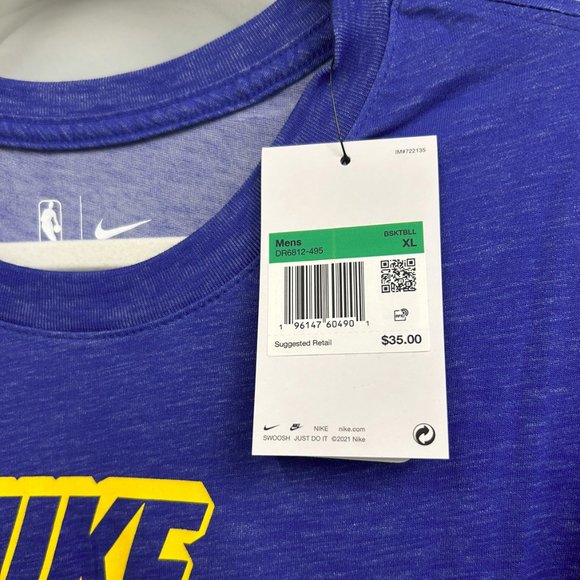 IM#722135
Mens BSKTBLL
DR6812-495 XL
1 96147 60490 1
Suggested Retail $35.00
NIKE nike.com
SWOOSH JUST DO IT ©2021 Nike
NIKE